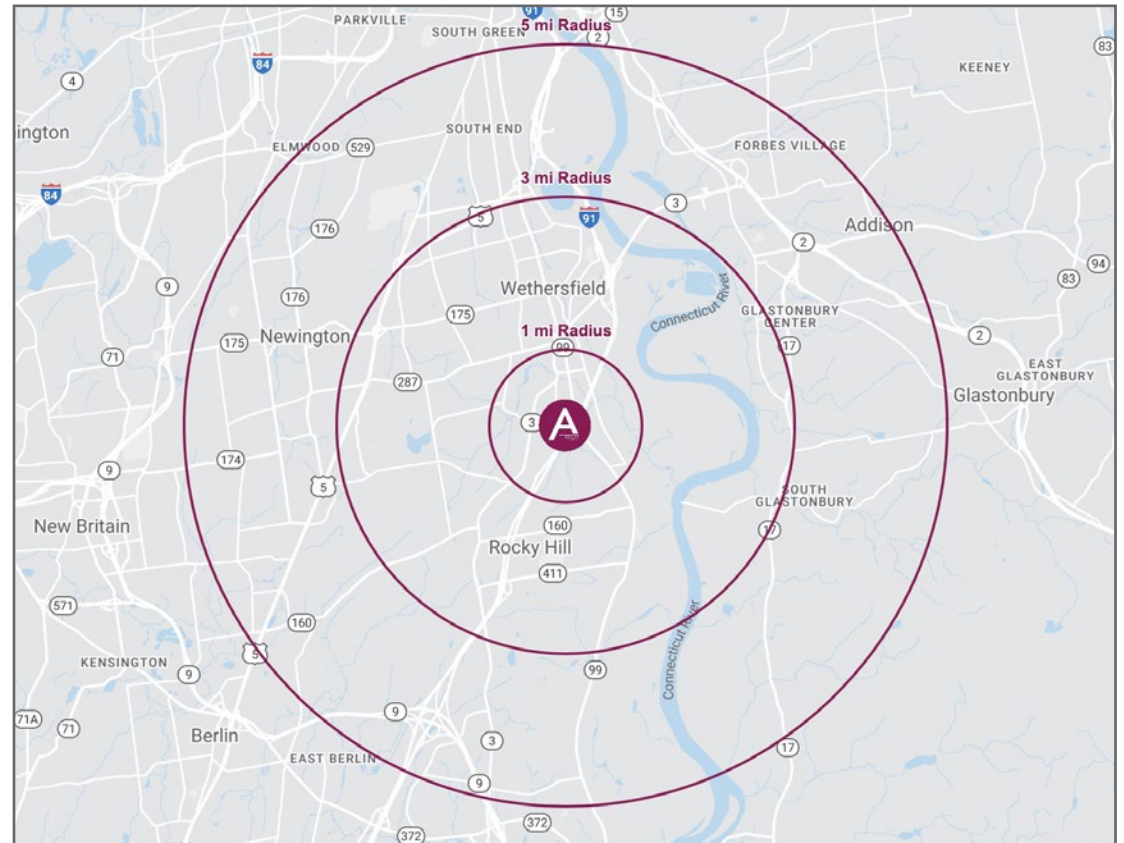 91
15
PARKVILLE
5 mi Radius
SOUTH GREEN
2
83
84
KEENEY
4
ington
SOUTH END
ELMWOOD
529
FORBES VILLAGE
3 mi Radius
84
5
91
3
176
Addison
2
94
83
9
Wethersfield
176
Connecticut River
175
GLASTONBURY
CENTER
1 mi Radius
Newington
175
99
17
2
71
EAST
GLASTONBURY
287
Glastonbury
3
A
174
9
5
SOUTH
GLASTONBURY
New Britain
160
17
Rocky Hill
411
571
160
Connecticut River
5
KENSINGTON
9
99
71A
71
9
Berlin
3
17
EAST BERLIN
9
372
372